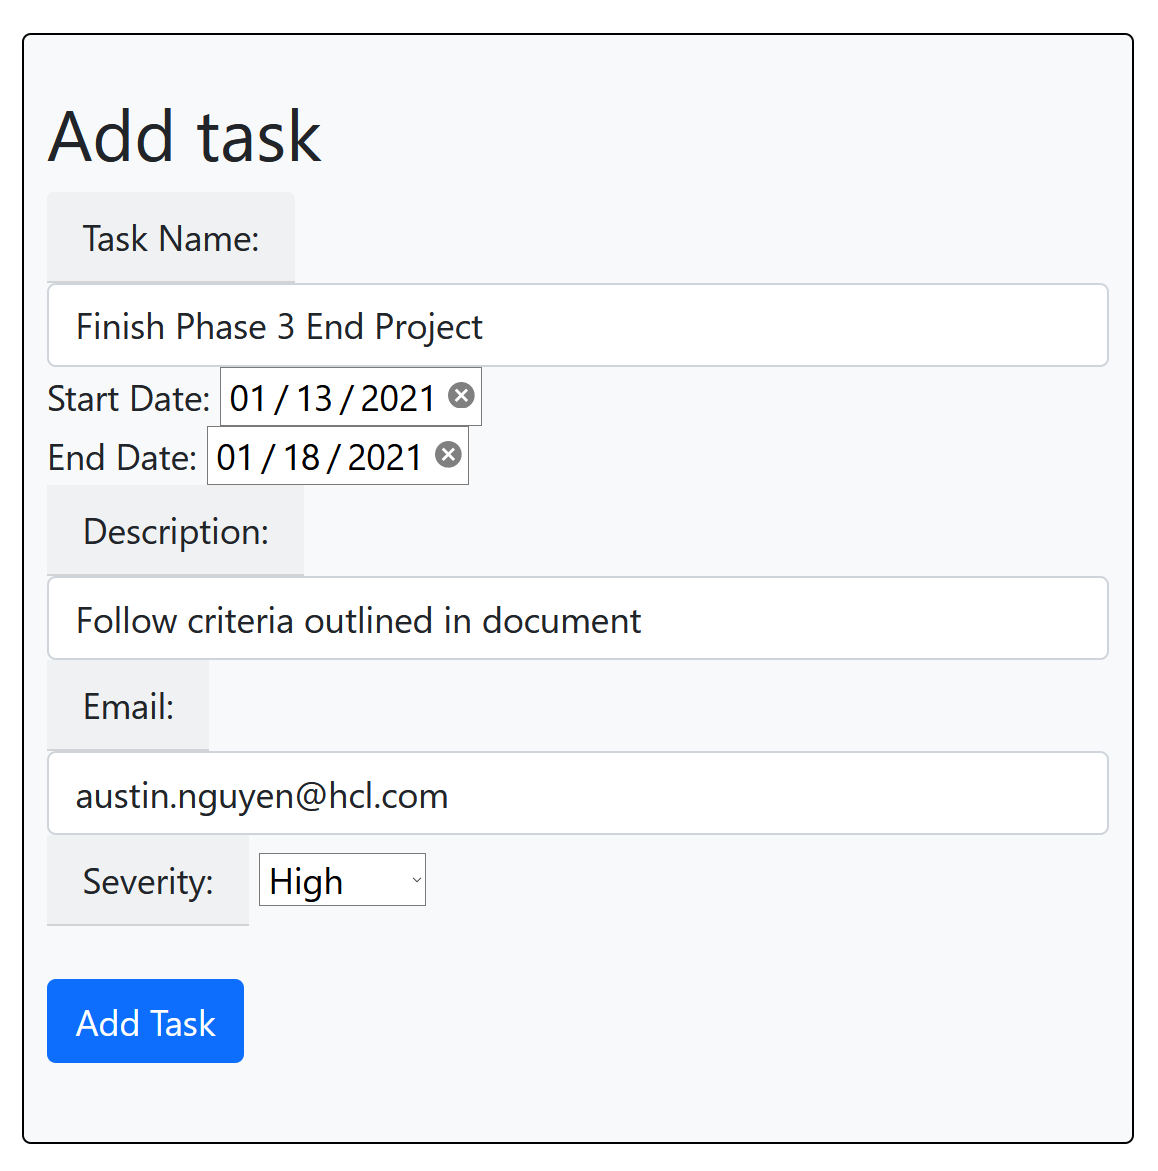 Add task
Task Name:
Finish Phase 3 End Project
Start Date: 01 / 13 / 2021
End Date: 01 / 18 / 2021
Description:
Follow criteria outlined in document
Email:
austin.nguyen@hcl.com
Severity: High
Add Task